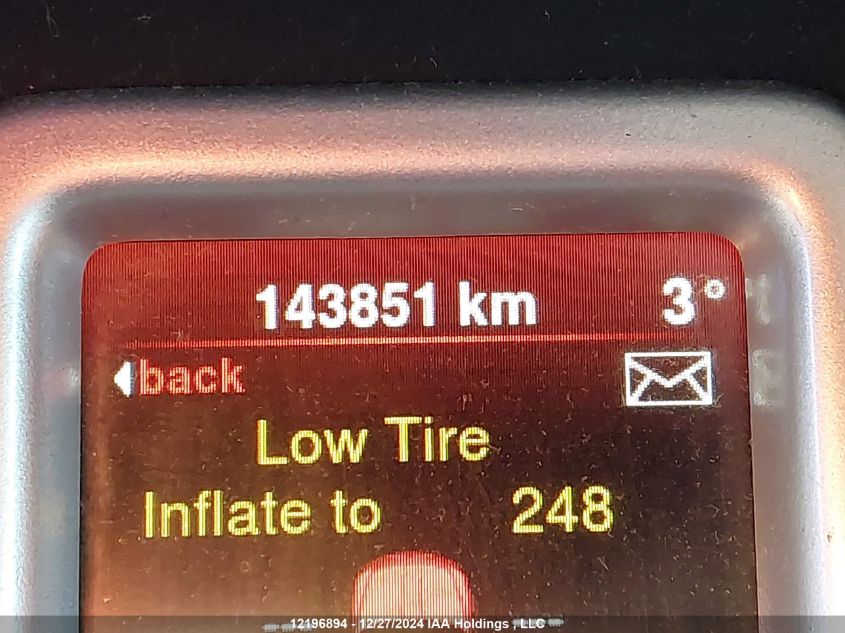 143851 km 3°
back
Low Tire
Inflate to 248
12196894 - 12/27/2024 IAA Holdings, LLC